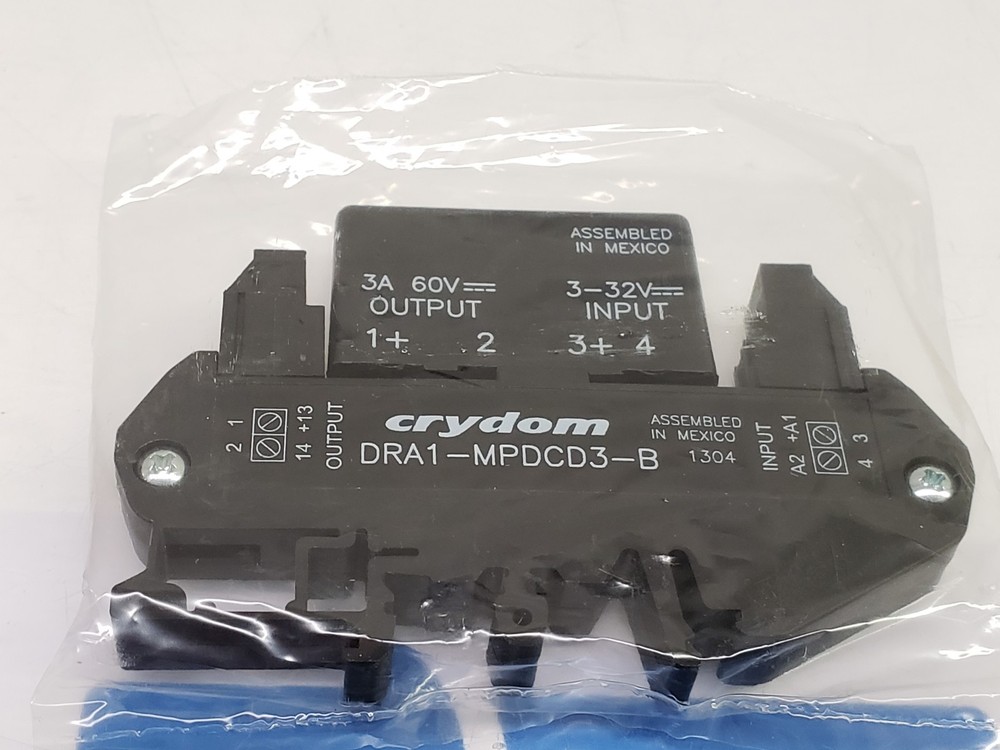 ASSEMBLED
IN MEXICO
3A 60V⎓
OUTPUT
1+ 2
3-32V⎓
INPUT
3+ 4
2 1
14 +13
OUTPUT
crydom
DRA1-MPDCD3-B
ASSEMBLED
IN MEXICO
1304
INPUT
A2 +A1
4 3